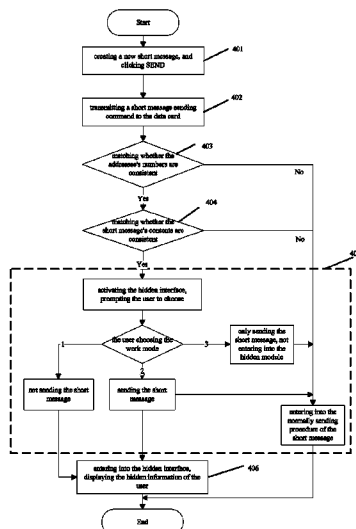 Start
creating a new short message, and
clicking SEND
401
transmitting a short message sending
command to the data card
402
matching whether the
addressee's numbers are
consistent
403
No
Yes
matching whether the
short message's contents are
consistent
404
No
Yes
40
activating the hidden interface,
prompting the user to choose
the user choosing the
work mode
1
2
3
only sending the
short message, not
entering into the
hidden module
not sending the short
message
sending the short
message
entering into the
normally sending
procedure of the
short message
entering into the hidden interface,
displaying the hidden information of the
user
406
End